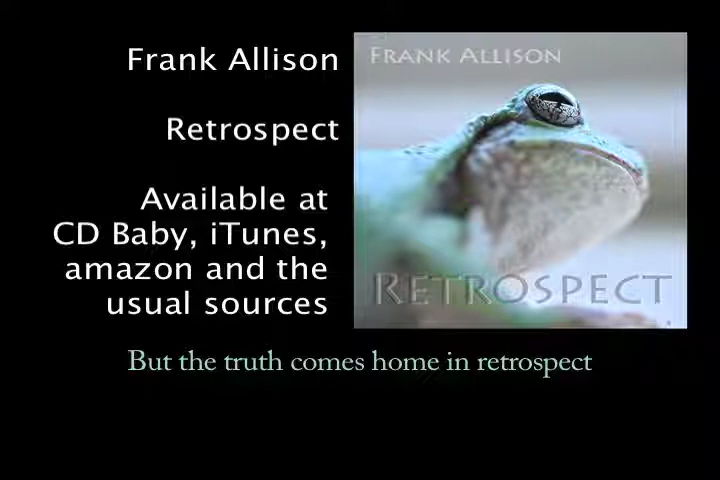 Frank Allison
Retrospect
Available at
CD Baby, iTunes,
amazon and the
usual sources
FRANK ALLISON
RETROSPECT
But the truth comes home in retrospect